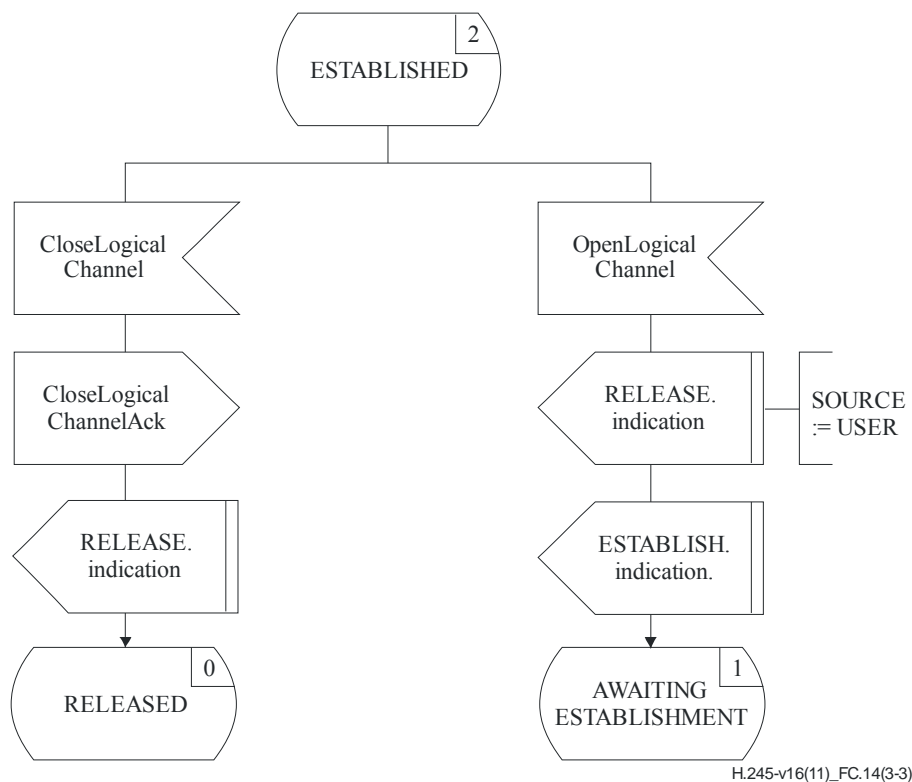 2
ESTABLISHED
CloseLogical
Channel
OpenLogical
Channel
CloseLogical
ChannelAck
RELEASE.
indication
SOURCE
:= USER
RELEASE.
indication
ESTABLISH.
indication.
0
RELEASED
1
AWAITING
ESTABLISHMENT
H.245-v16(11)_FC.14(3-3)